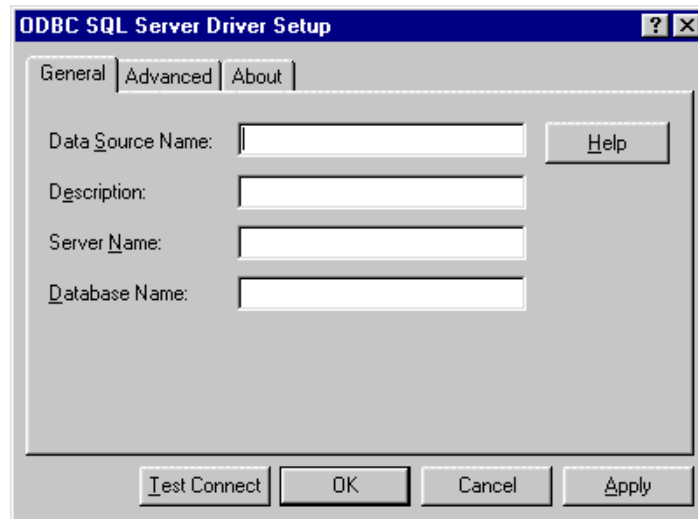 ODBC SQL Server Driver Setup
General Advanced About
Data Source Name:
Help
Description:
Server Name:
Database Name:
Test Connect OK Cancel Apply